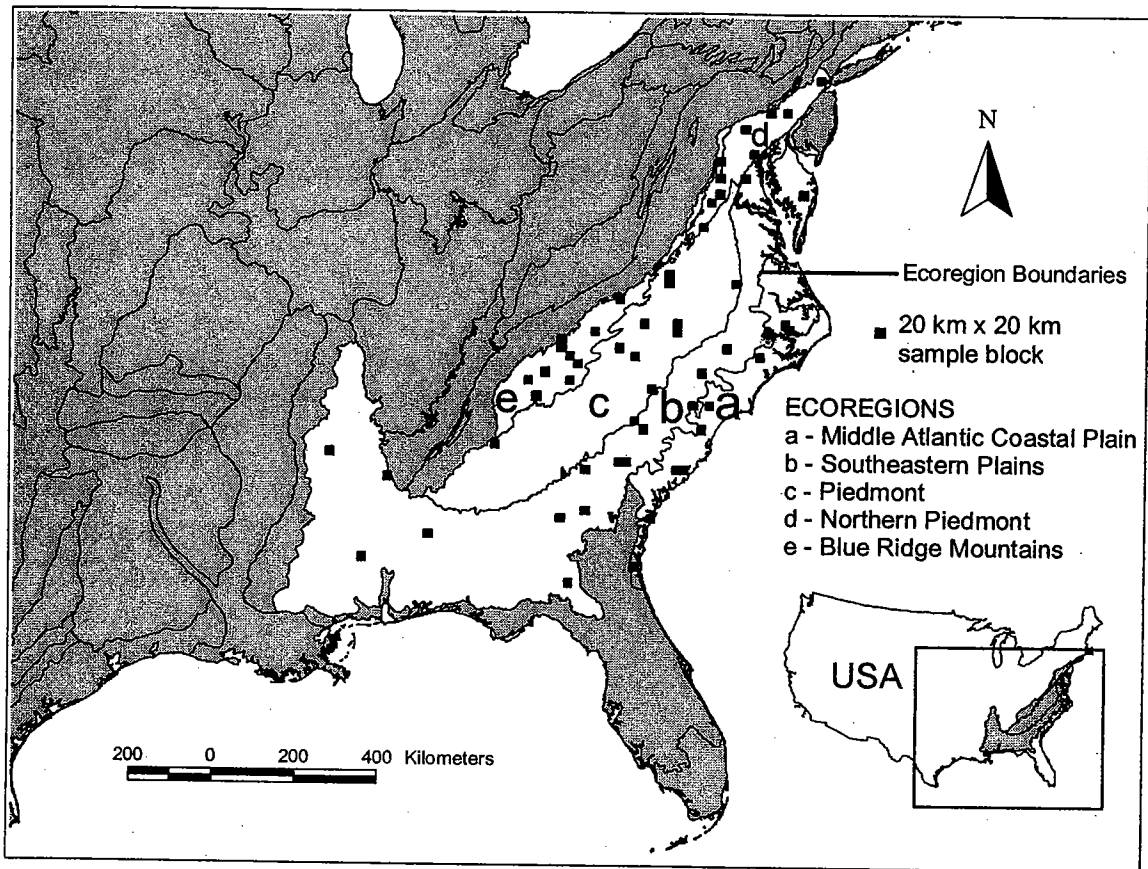 d
N
Ecoregion Boundaries
20 km x 20 km
sample block
e
c
b
a
ECOREGIONS
a - Middle Atlantic Coastal Plain
b - Southeastern Plains
c - Piedmont
d - Northern Piedmont
e - Blue Ridge Mountains
USA
200 0 200 400 Kilometers